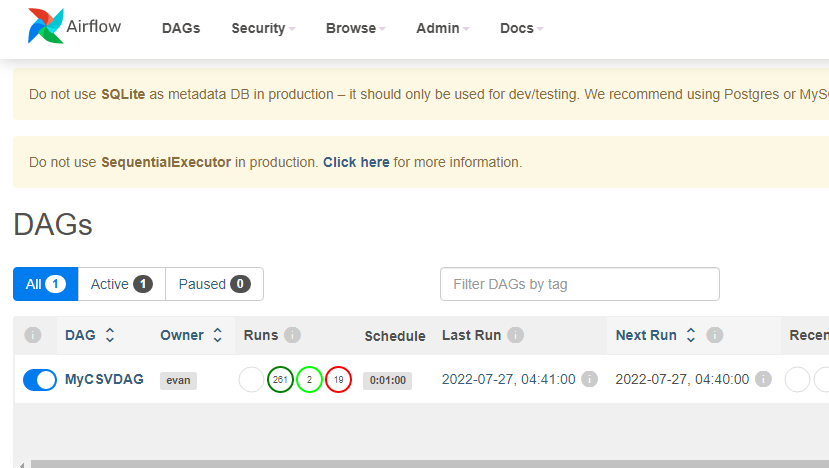 Airflow DAGs Security Browse Admin Docs
Do not use SQLite as metadata DB in production – it should only be used for dev/testing. We recommend using Postgres or MyS
Do not use SequentialExecutor in production. Click here for more information.
DAGs
All 1 Active 1 Paused 0 Filter DAGs by tag
DAG Owner Runs Schedule Last Run Next Run Recen
MyCSVDAG evan 261 2 19 0:01:00 2022-07-27, 04:41:00 2022-07-27, 04:40:00